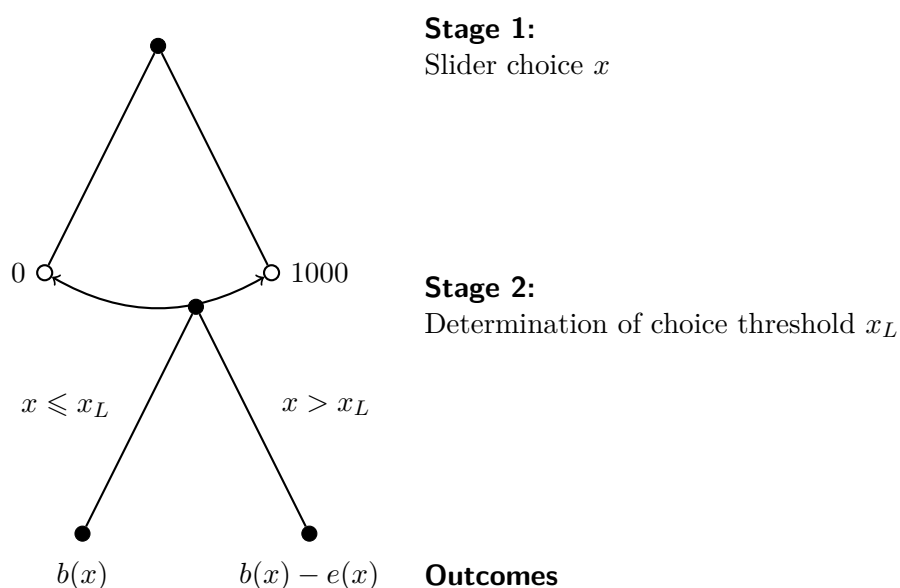 Stage 1:
Slider choice x
0
1000
Stage 2:
Determination of choice threshold x_L
x ⩽ x_L
x > x_L
b(x)
b(x) − e(x)
Outcomes